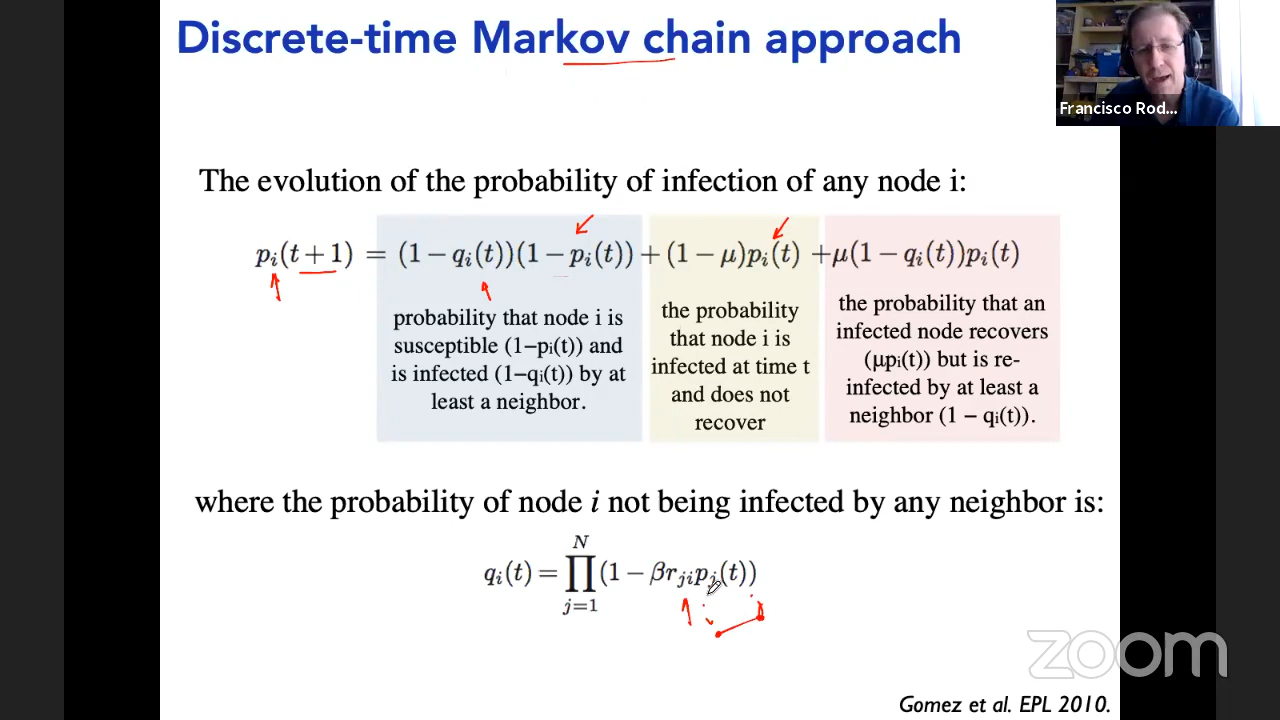 Discrete-time Markov chain approach
Francisco Rod...
The evolution of the probability of infection of any node i:
pᵢ(t + 1) = (1 − qᵢ(t))(1 − pᵢ(t)) + (1 − μ)pᵢ(t) +μ(1 − qᵢ(t))pᵢ(t)
probability that node i is
susceptible (1−pᵢ(t)) and
is infected (1−qᵢ(t)) by at
least a neighbor.
the probability
that node i is
infected at time t
and does not
recover
the probability that an
infected node recovers
(μpᵢ(t)) but is re-
infected by at least a
neighbor (1 − qᵢ(t)).
where the probability of node i not being infected by any neighbor is:
qᵢ(t) = ∏_{j=1}^{N} (1 − βr_{ji}p_j(t))
zoom
Gomez et al. EPL 2010.